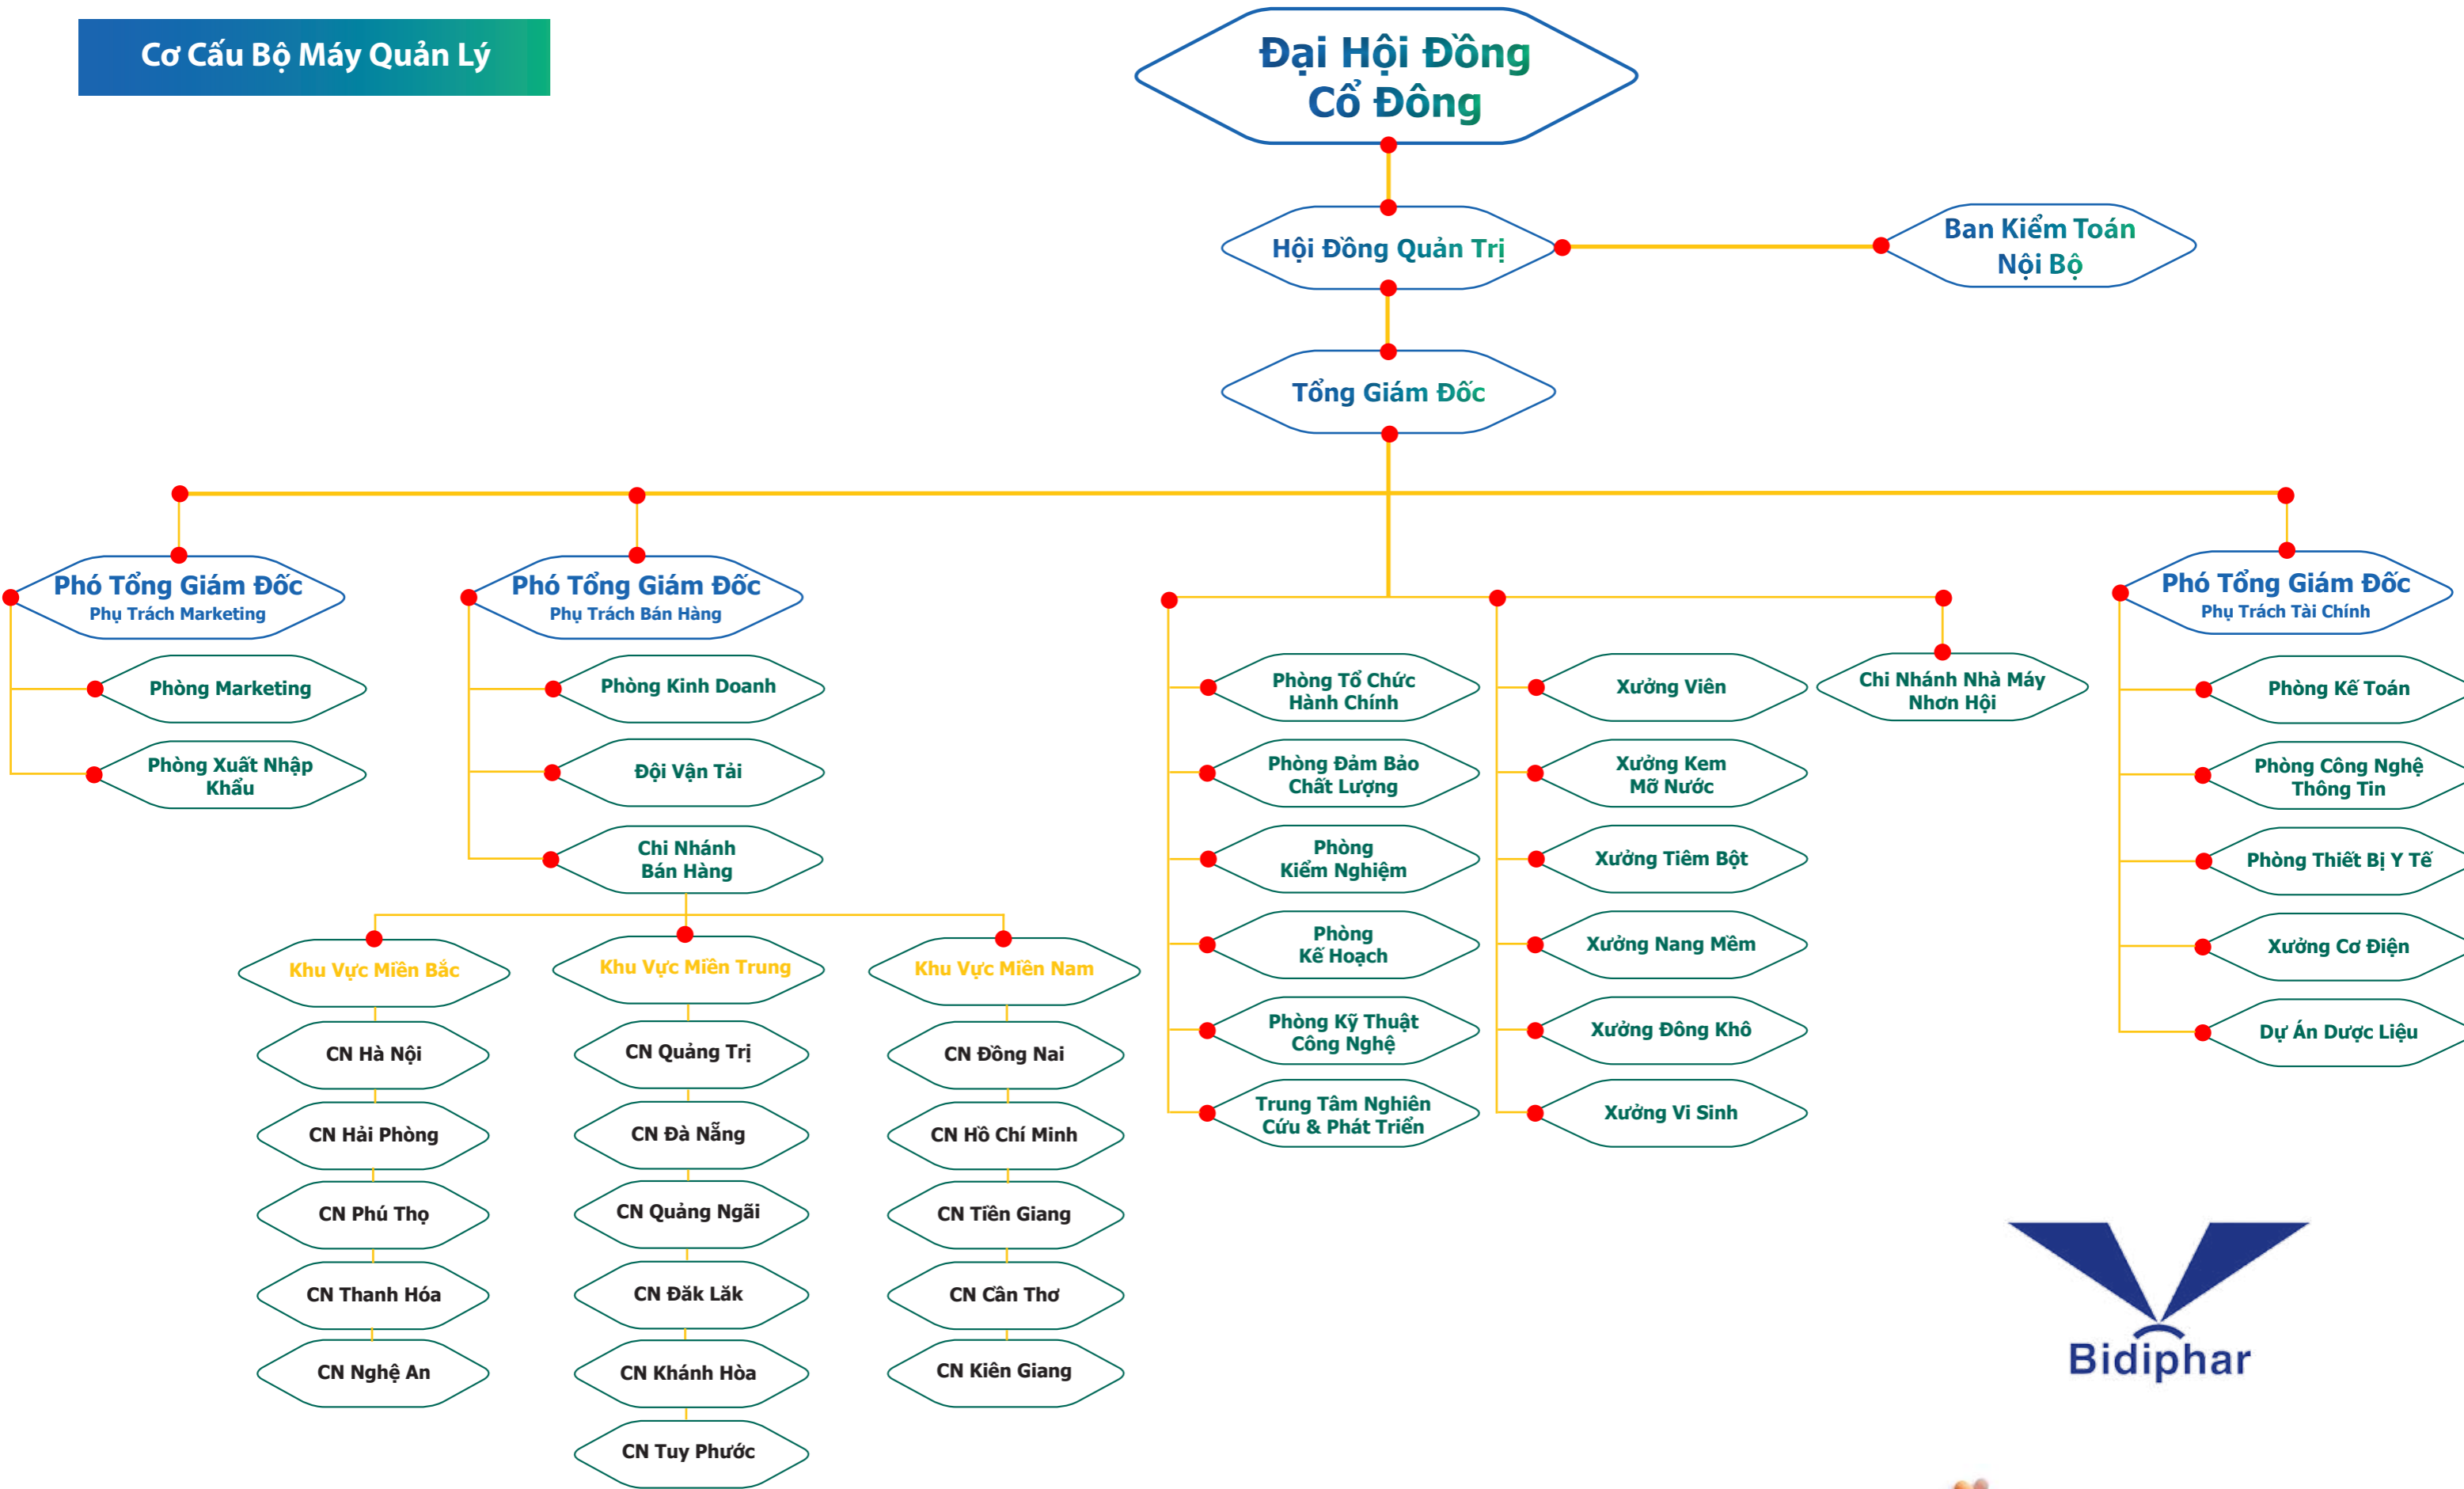 Cơ Cấu Bộ Máy Quản Lý
Đại Hội Đồng
Cổ Đông
Hội Đồng Quản Trị
Ban Kiểm Toán
Nội Bộ
Tổng Giám Đốc
Phó Tổng Giám Đốc
Phụ Trách Marketing
Phòng Marketing
Phòng Xuất Nhập
Khẩu
Phó Tổng Giám Đốc
Phụ Trách Bán Hàng
Phòng Kinh Doanh
Đội Vận Tải
Chi Nhánh
Bán Hàng
Khu Vực Miền Bắc
CN Hà Nội
CN Hải Phòng
CN Phú Thọ
CN Thanh Hóa
CN Nghệ An
Khu Vực Miền Trung
CN Quảng Trị
CN Đà Nẵng
CN Quảng Ngãi
CN Đăk Lăk
CN Khánh Hòa
CN Tuy Phước
Khu Vực Miền Nam
CN Đồng Nai
CN Hồ Chí Minh
CN Tiền Giang
CN Cần Thơ
CN Kiên Giang
Phòng Tổ Chức
Hành Chính
Phòng Đảm Bảo
Chất Lượng
Phòng
Kiểm Nghiệm
Phòng
Kế Hoạch
Phòng Kỹ Thuật
Công Nghệ
Trung Tâm Nghiên
Cứu & Phát Triển
Xưởng Viên
Xưởng Kem
Mỡ Nước
Xưởng Tiêm Bột
Xưởng Nang Mềm
Xưởng Đông Khô
Xưởng Vi Sinh
Chi Nhánh Nhà Máy
Nhơn Hội
Phó Tổng Giám Đốc
Phụ Trách Tài Chính
Phòng Kế Toán
Phòng Công Nghệ
Thông Tin
Phòng Thiết Bị Y Tế
Xưởng Cơ Điện
Dự Án Dược Liệu
Bidiphar